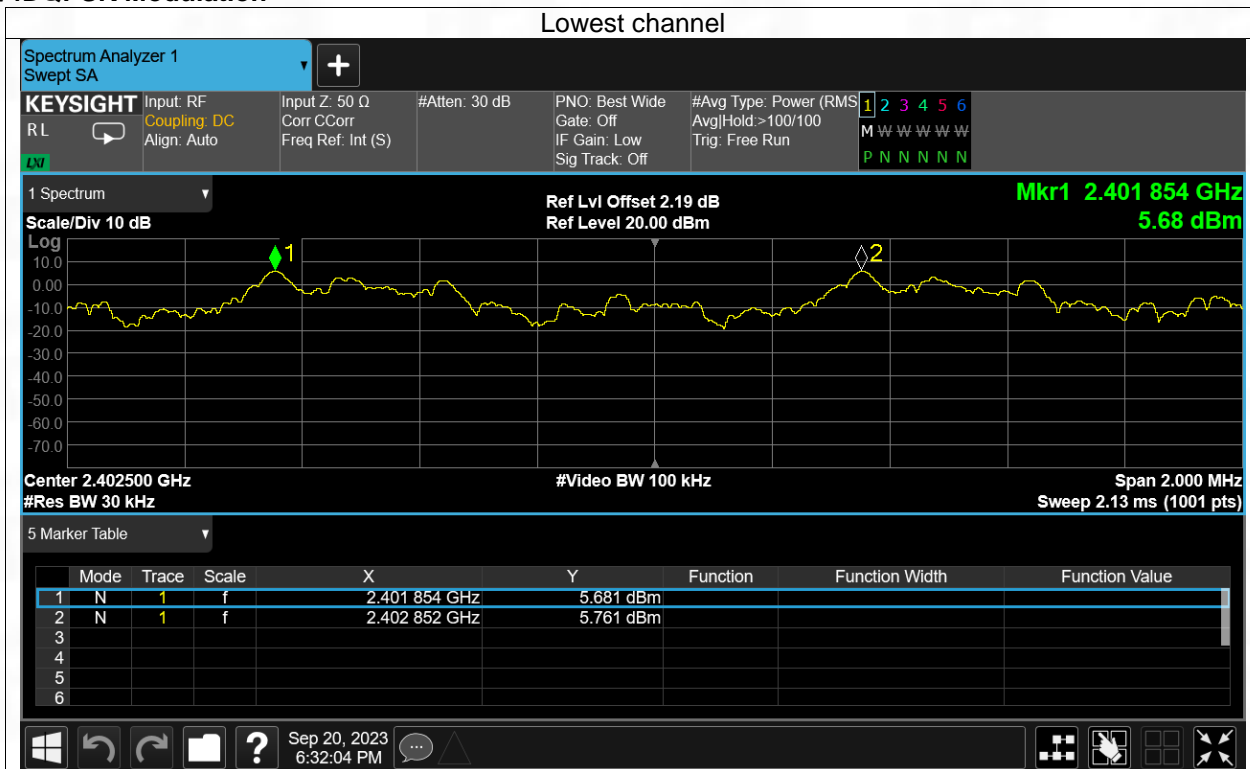 Lowest channel
Spectrum Analyzer 1
Swept SA
KEYSIGHT
RL
LXI
Input: RF
Coupling: DC
Align: Auto
Input Z: 50 Ω
Corr CCorr
Freq Ref: Int (S)
#Atten: 30 dB
PNO: Best Wide
Gate: Off
IF Gain: Low
Sig Track: Off
#Avg Type: Power (RMS
Avg|Hold:>100/100
Trig: Free Run
1 2 3 4 5 6
M W W W W W
P N N N N N
1 Spectrum
Scale/Div 10 dB
Ref Lvl Offset 2.19 dB
Ref Level 20.00 dBm
Mkr1 2.401 854 GHz
5.68 dBm
Log
1
2
10.0
0.00
-10.0
-20.0
-30.0
-40.0
-50.0
-60.0
-70.0
Center 2.402500 GHz
#Video BW 100 kHz
Span 2.000 MHz
#Res BW 30 kHz
Sweep 2.13 ms (1001 pts)
5 Marker Table
Mode Trace Scale X Y Function Function Width Function Value
1 N 1 f 2.401 854 GHz 5.681 dBm
2 N 1 f 2.402 852 GHz 5.761 dBm
3
4
5
6
?
Sep 20, 2023
6:32:04 PM